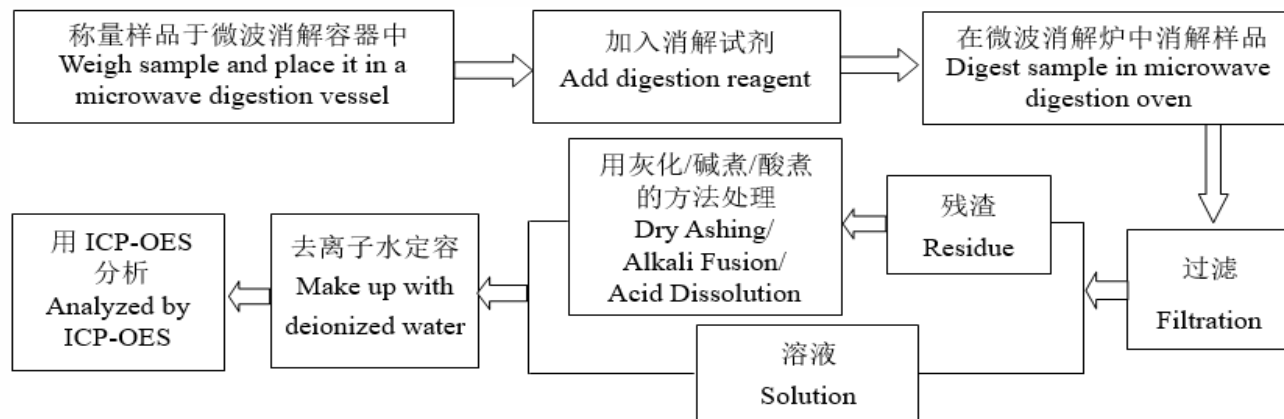 称量样品于微波消解容器中
Weigh sample and place it in a
microwave digestion vessel
加入消解试剂
Add digestion reagent
在微波消解炉中消解样品
Digest sample in microwave
digestion oven
过滤
Filtration
残渣
Residue
溶液
Solution
用灰化/碱煮/酸煮
的方法处理
Dry Ashing/
Alkali Fusion/
Acid Dissolution
去离子水定容
Make up with
deionized water
用 ICP-OES
分析
Analyzed by
ICP-OES